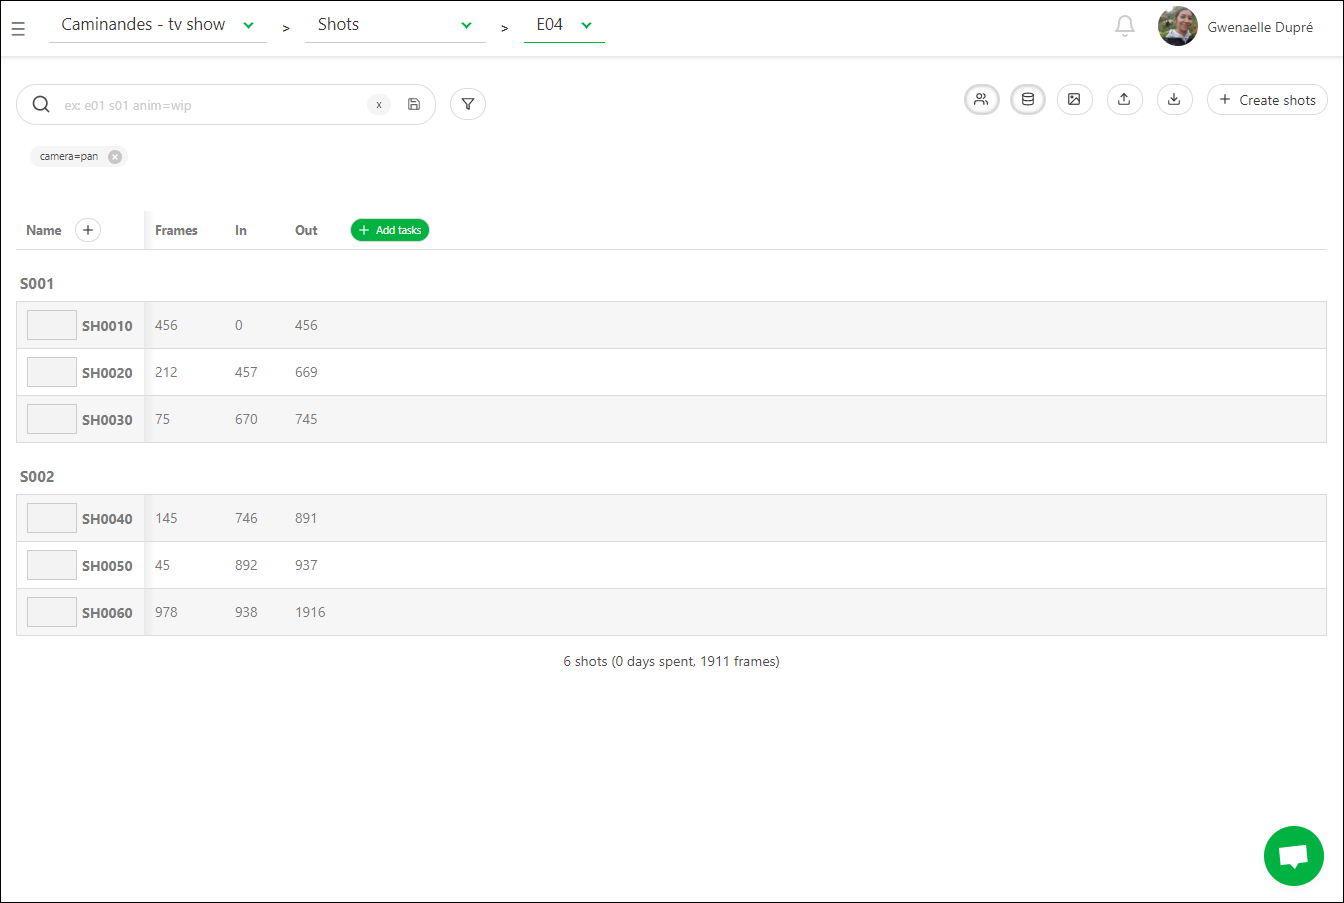 Caminandes - tv show > Shots > E04 Gwenaelle Dupré
ex: e01 s01 anim=wip x Create shots
camera=pan
Name Frames In Out Add tasks
S001
SH0010 456 0 456
SH0020 212 457 669
SH0030 75 670 745
S002
SH0040 145 746 891
SH0050 45 892 937
SH0060 978 938 1916
6 shots (0 days spent, 1911 frames)